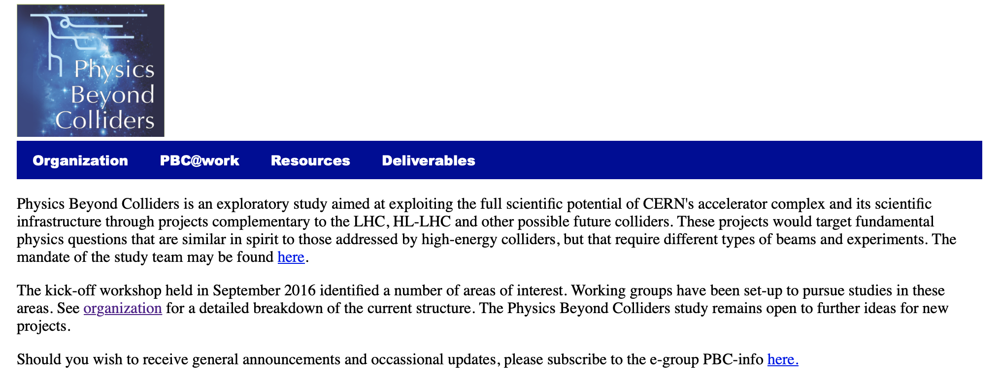 Physics
Beyond
Colliders
Organization PBC@work Resources Deliverables
Physics Beyond Colliders is an exploratory study aimed at exploiting the full scientific potential of CERN's accelerator complex and its scientific
infrastructure through projects complementary to the LHC, HL-LHC and other possible future colliders. These projects would target fundamental
physics questions that are similar in spirit to those addressed by high-energy colliders, but that require different types of beams and experiments. The
mandate of the study team may be found here.
The kick-off workshop held in September 2016 identified a number of areas of interest. Working groups have been set-up to pursue studies in these
areas. See organization for a detailed breakdown of the current structure. The Physics Beyond Colliders study remains open to further ideas for new
projects.
Should you wish to receive general announcements and occassional updates, please subscribe to the e-group PBC-info here.